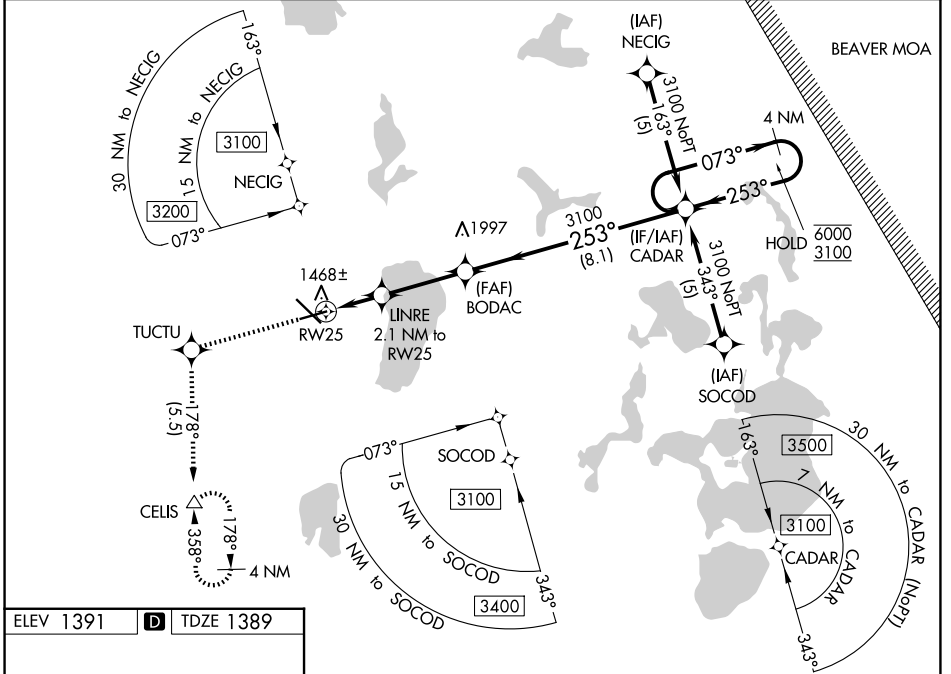 (IAF)
NECIG
BEAVER MOA
163°
30 NM to NECIG
15 NM to NECIG
3100
NECIG
3200
073°
3100 NoPT
163°
(5)
4 NM
073°
253°
HOLD
6000
3100
(IF/IAF)
CADAR
3100
253°
(8.1)
1997
(FAF)
BODAC
3100 NoPT
343°
(5)
1468±
LINRE
2.1 NM to
RW25
RW25
TUCTU
(IAF)
SOCOD
178°
(5.5)
CELIS
178°
358°
4 NM
073°
SOCOD
3100
15 NM to SOCOD
30 NM to SOCOD
3400
343°
163°
3500
30 NM to CADAR (NoPT)
7 NM to CADAR
3100
CADAR
343°
ELEV 1391
D
TDZE 1389